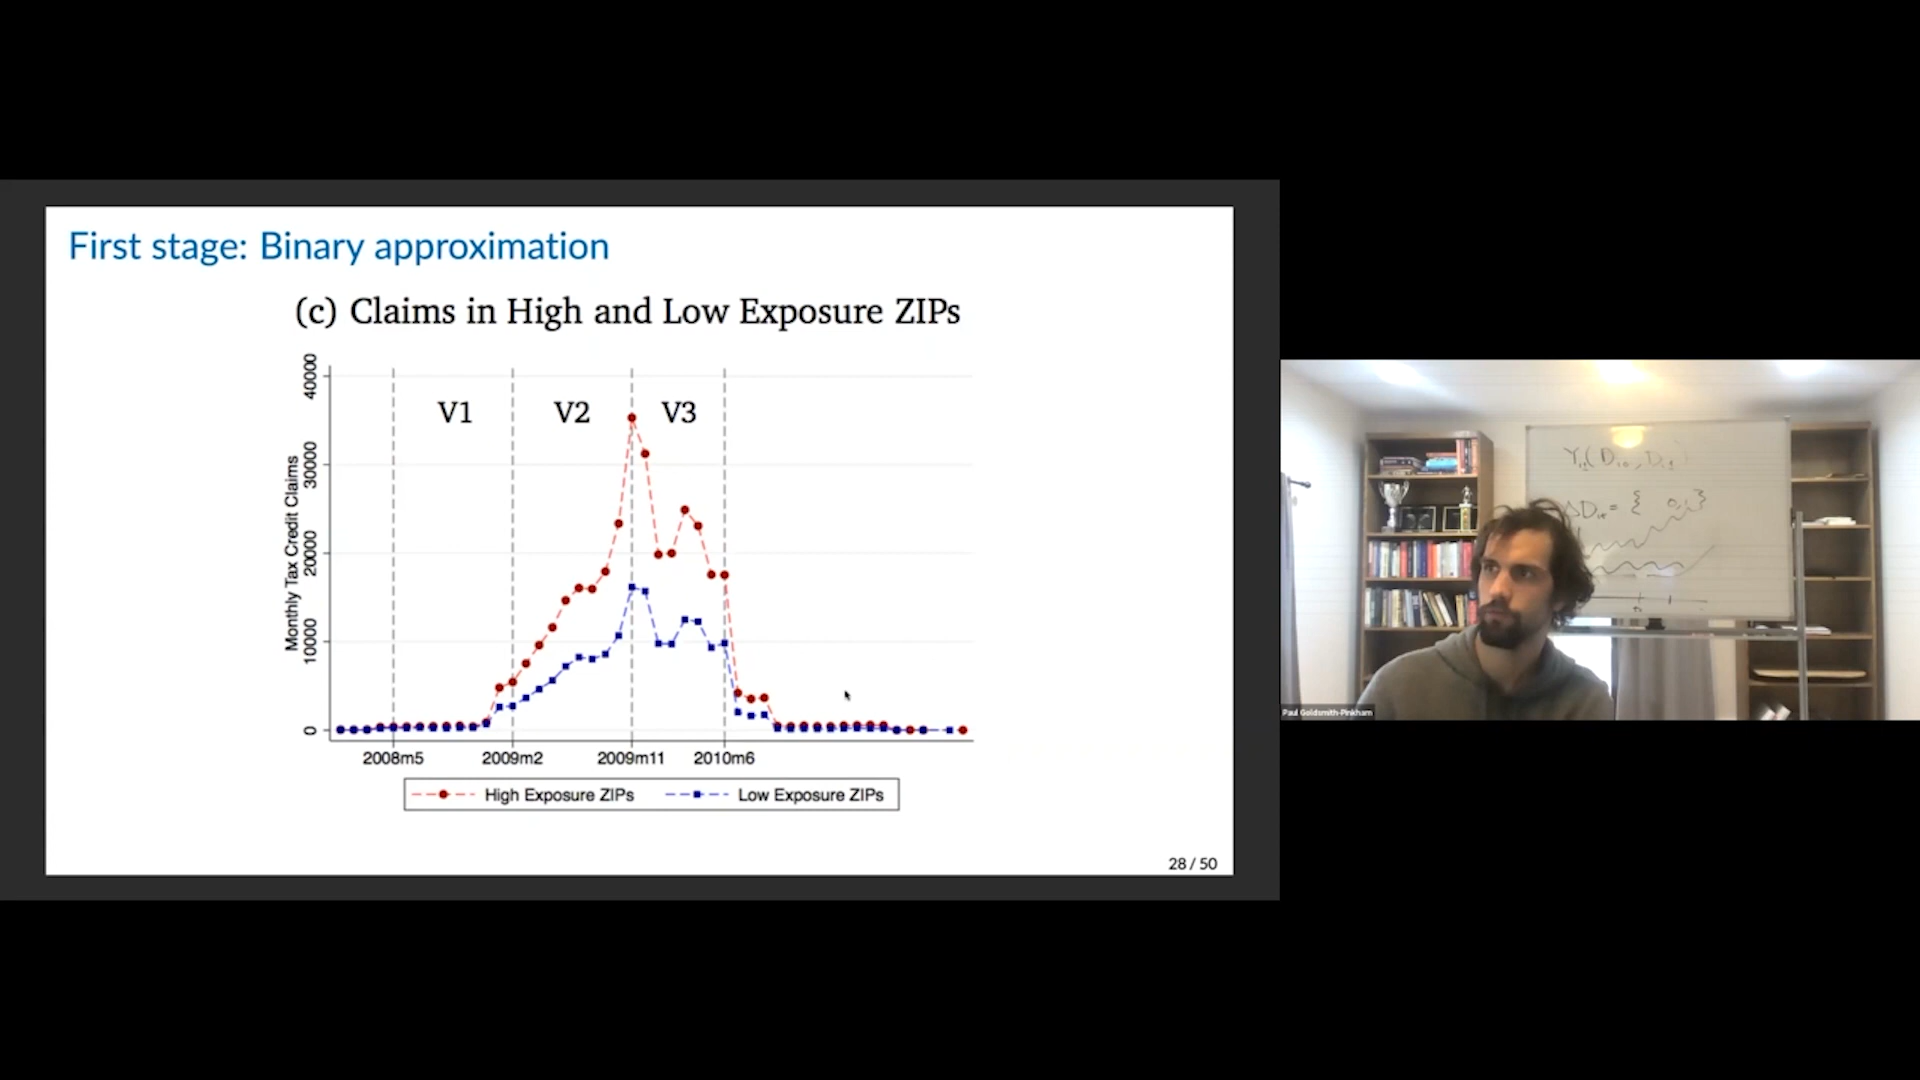 First stage: Binary approximation
(c) Claims in High and Low Exposure ZIPs
Monthly Tax Credit Claims
40000
30000
20000
10000
0
V1
V2
V3
2008m5
2009m2
2009m11
2010m6
High Exposure ZIPs
Low Exposure ZIPs
28 / 50
Paul Goldsmith-Pinkham